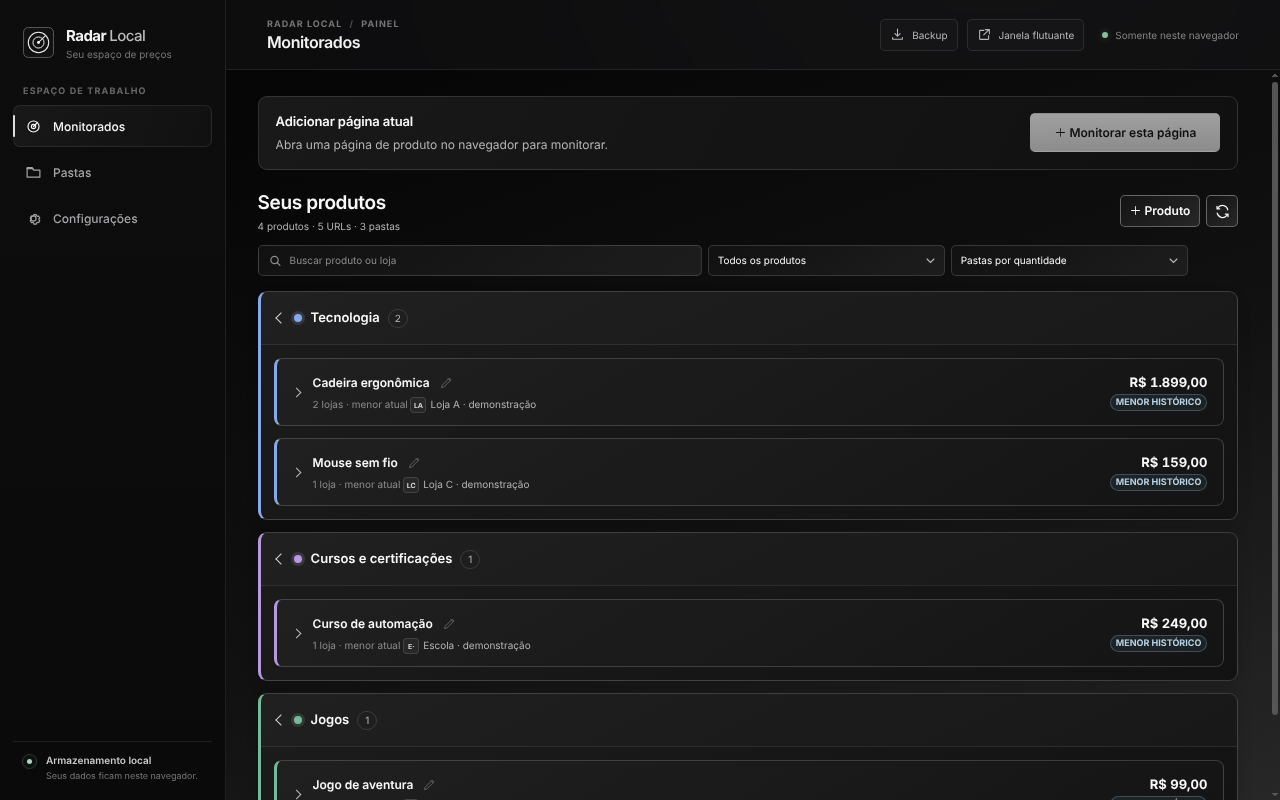 Radar Local
Seu espaço de preços
ESPAÇO DE TRABALHO
Monitorados
Pastas
Configurações
Armazenamento local
Seus dados ficam neste navegador.
RADAR LOCAL / PAINEL
Monitorados
Backup
Janela flutuante
Somente neste navegador
Adicionar página atual
Abra uma página de produto no navegador para monitorar.
+ Monitorar esta página
Seus produtos
4 produtos · 5 URLs · 3 pastas
+ Produto
Buscar produto ou loja
Todos os produtos
Pastas por quantidade
Tecnologia 2
Cadeira ergonômica
2 lojas · menor atual LA Loja A · demonstração
R$ 1.899,00
MENOR HISTÓRICO
Mouse sem fio
1 loja · menor atual LC Loja C · demonstração
R$ 159,00
MENOR HISTÓRICO
Cursos e certificações 1
Curso de automação
1 loja · menor atual E· Escola · demonstração
R$ 249,00
MENOR HISTÓRICO
Jogos 1
Jogo de aventura
R$ 99,00